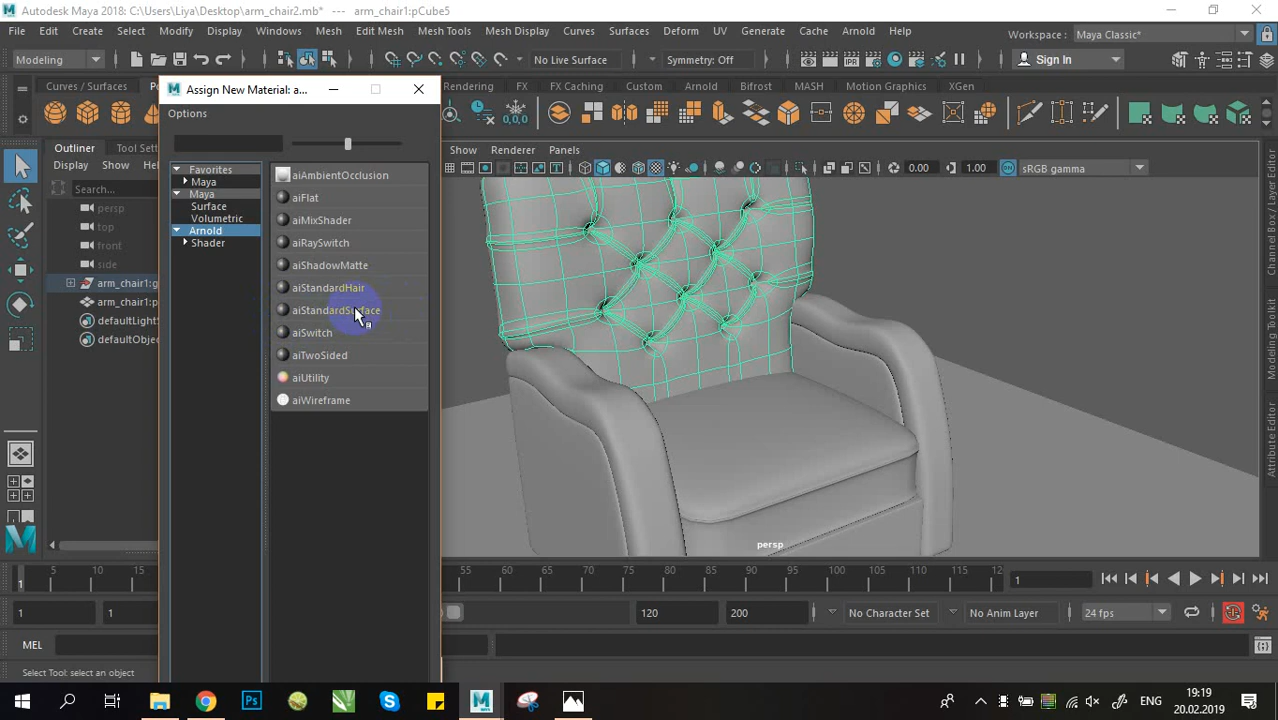 Autodesk Maya 2018: C:\Users\Liya\Desktop\arm_chair2.mb* --- arm_chair1:pCube5
File Edit Create Select Modify Display Windows Mesh Edit Mesh Mesh Tools Mesh Display Curves Surfaces Deform UV Generate Cache Arnold Help
Workspace: Maya Classic*
Modeling
No Live Surface
Symmetry: Off
Sign In
Curves / Surfaces
Rendering FX FX Caching Custom Arnold Bifrost MASH Motion Graphics XGen
Assign New Material: a...
Options
Outliner
Display Show
Search...
persp
top
front
side
arm_chair1:g
arm_chair1:p
defaultLightS
defaultObjec
Favorites
Maya
Maya
Surface
Volumetric
Arnold
Shader
aiAmbientOcclusion
aiFlat
aiMixShader
aiRaySwitch
aiShadowMatte
aiStandardHair
aiStandardSurface
aiSwitch
aiTwoSided
aiUtility
aiWireframe
Show Renderer Panels
0.00 1.00 sRGB gamma
persp
Channel Box / Layer Editor
Modeling Toolkit
Attribute Editor
1 5 10 15 55 60 65 70 75 80 85 90 95 100 105 110 115 12
1
1 1 120 200 No Character Set No Anim Layer 24 fps
MEL
Select Tool: select an object
ENG
19:19
20.02.2019